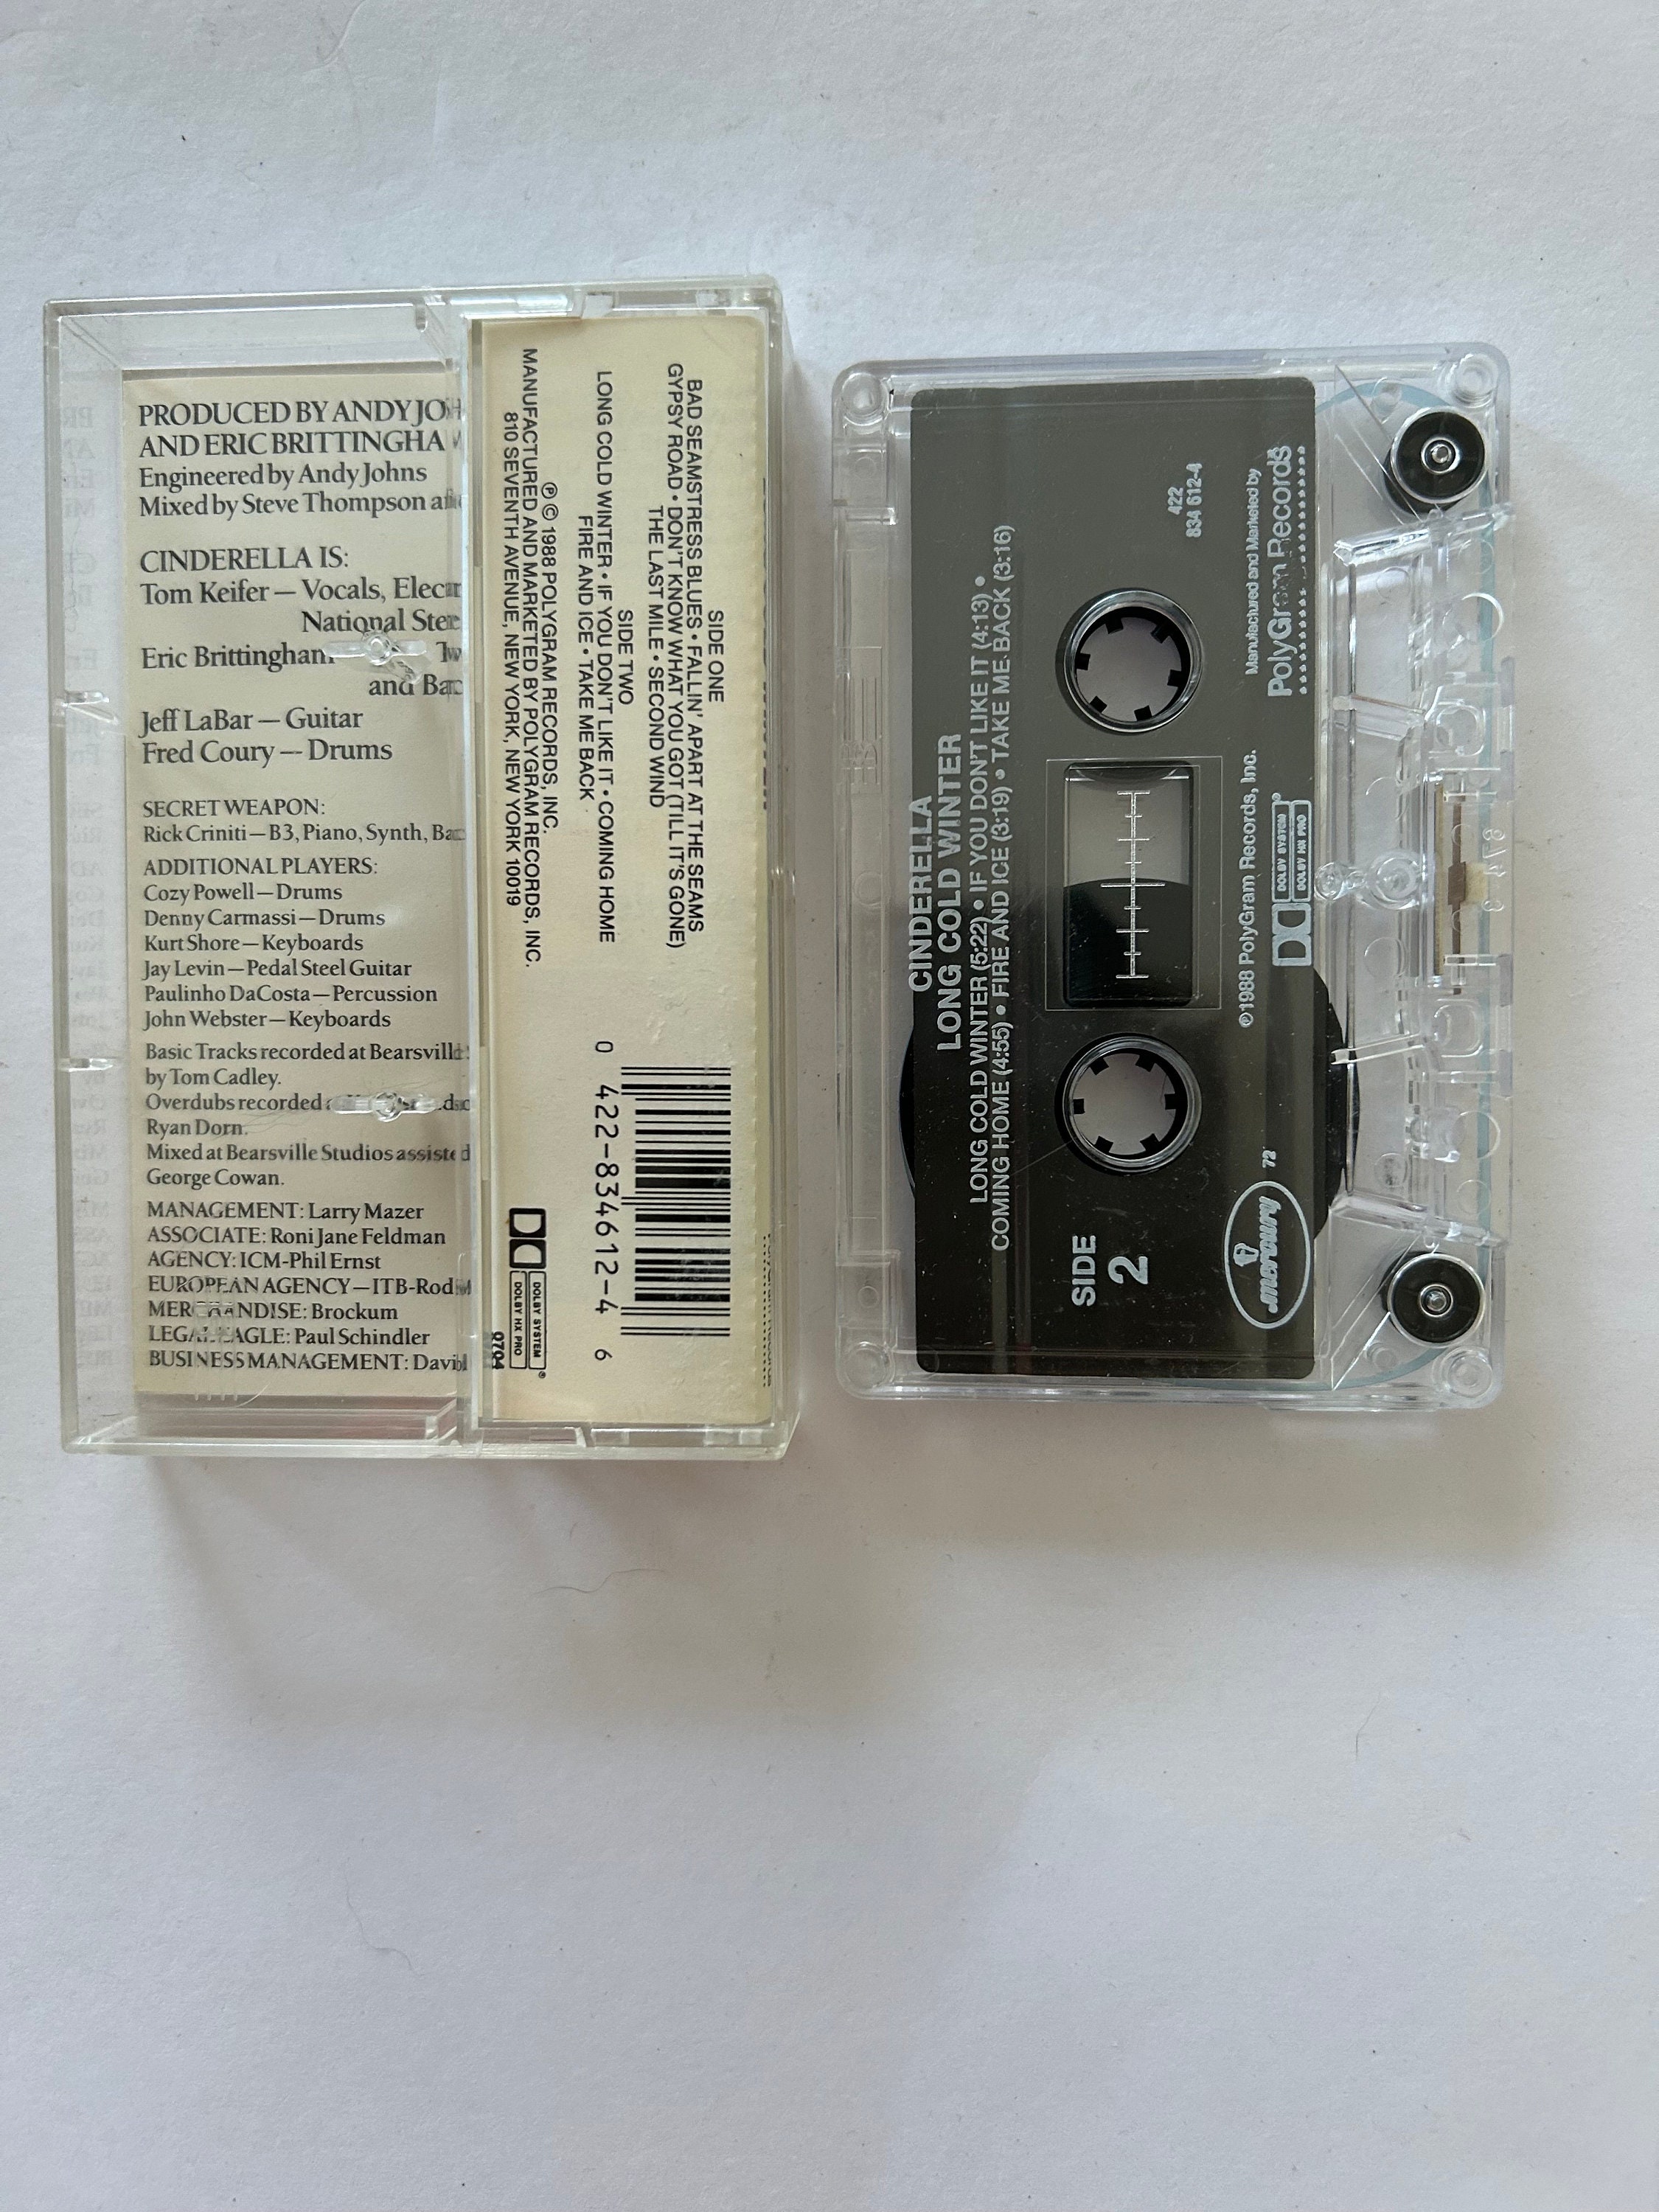 PRODUCED BY ANDY JOH
AND ERIC BRITTINGHA
Engineered by Andy Johns
Mixed by Steve Thompson
CINDERELLA IS:
Tom Keifer — Vocals, Elec
National Stee
Eric Brittingham
and Bac
Jeff LaBar — Guitar
Fred Coury — Drums
SECRET WEAPON:
Rick Criniti—B3, Piano, Synth, Bac
ADDITIONAL PLAYERS:
Cozy Powell—Drums
Denny Carmassi—Drums
Kurt Shore—Keyboards
Jay Levin—Pedal Steel Guitar
Paulinho DaCosta—Percussion
John Webster—Keyboards
Basic Tracks recorded at Bearsvill
by Tom Cadley.
Overdubs recorded
Ryan Dorn.
Mixed at Bearsville Studios assisted
George Cowan.
MANAGEMENT: Larry Mazer
ASSOCIATE: Roni Jane Feldman
AGENCY: ICM-Phil Ernst
EUROPEAN AGENCY—ITB-Rod
MERCHANDISE: Brockum
LEGAL EAGLE: Paul Schindler
BUSINESS MANAGEMENT: David
SIDE ONE
BAD SEAMSTRESS BLUES • FALLIN' APART AT THE SEAMS
GYPSY ROAD • DON'T KNOW WHAT YOU GOT (TILL IT'S GONE)
THE LAST MILE • SECOND WIND
SIDE TWO
LONG COLD WINTER • IF YOU DON'T LIKE IT • COMING HOME
FIRE AND ICE • TAKE ME BACK
℗ © 1988 POLYGRAM RECORDS, INC.
MANUFACTURED AND MARKETED BY POLYGRAM RECORDS, INC.
810 SEVENTH AVENUE, NEW YORK, NEW YORK 10019
0 422-834612-4 6
DOLBY SYSTEM®
DOLBY HX PRO
0704
CINDERELLA
LONG COLD WINTER
LONG COLD WINTER (5:22) • IF YOU DON'T LIKE IT (4:13) •
COMING HOME (4:55) • FIRE AND ICE (3:19) • TAKE ME BACK (3:16)
SIDE
2
422
834 612-4
mercury
72
℗1988 PolyGram Records, Inc.
DOLBY SYSTEM®
DOLBY HX PRO
Manufactured and Marketed by
PolyGram Records